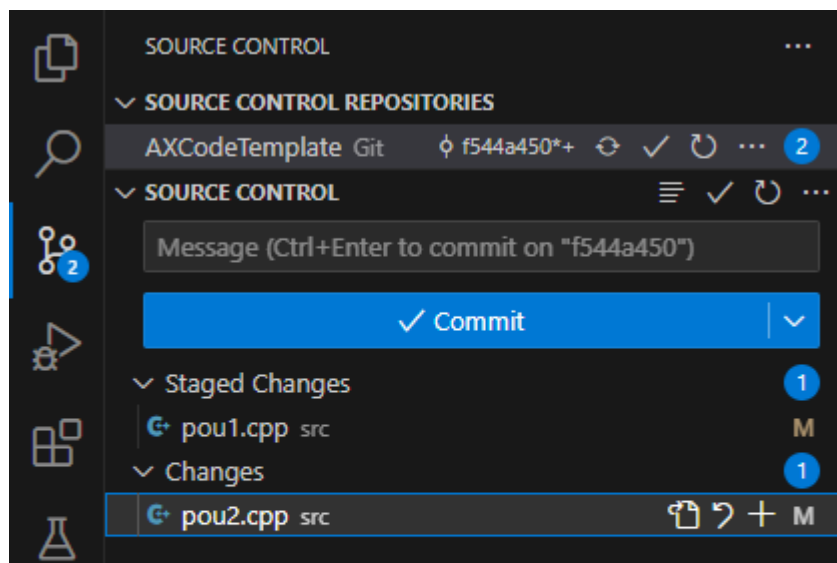 SOURCE CONTROL
SOURCE CONTROL REPOSITORIES
AXCodeTemplate Git f544a450*+ 2
SOURCE CONTROL
Message (Ctrl+Enter to commit on "f544a450")
2
Commit
Staged Changes 1
pou1.cpp src M
Changes 1
pou2.cpp src M